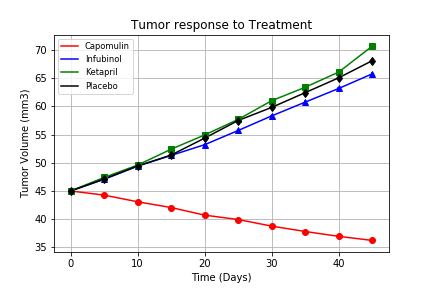 Tumor response to Treatment
Capomulin
Infubinol
Ketapril
Placebo
Tumor Volume (mm3)
70
65
60
55
50
45
40
35
0
10
20
30
40
Time (Days)